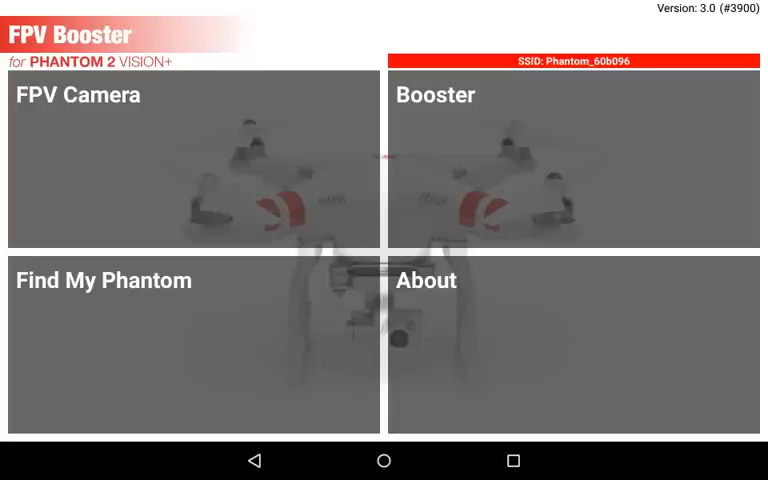 Version: 3.0 (#3900)
FPV Booster
for PHANTOM 2 VISION+
SSID: Phantom_60b096
FPV Camera
Booster
Find My Phantom
About